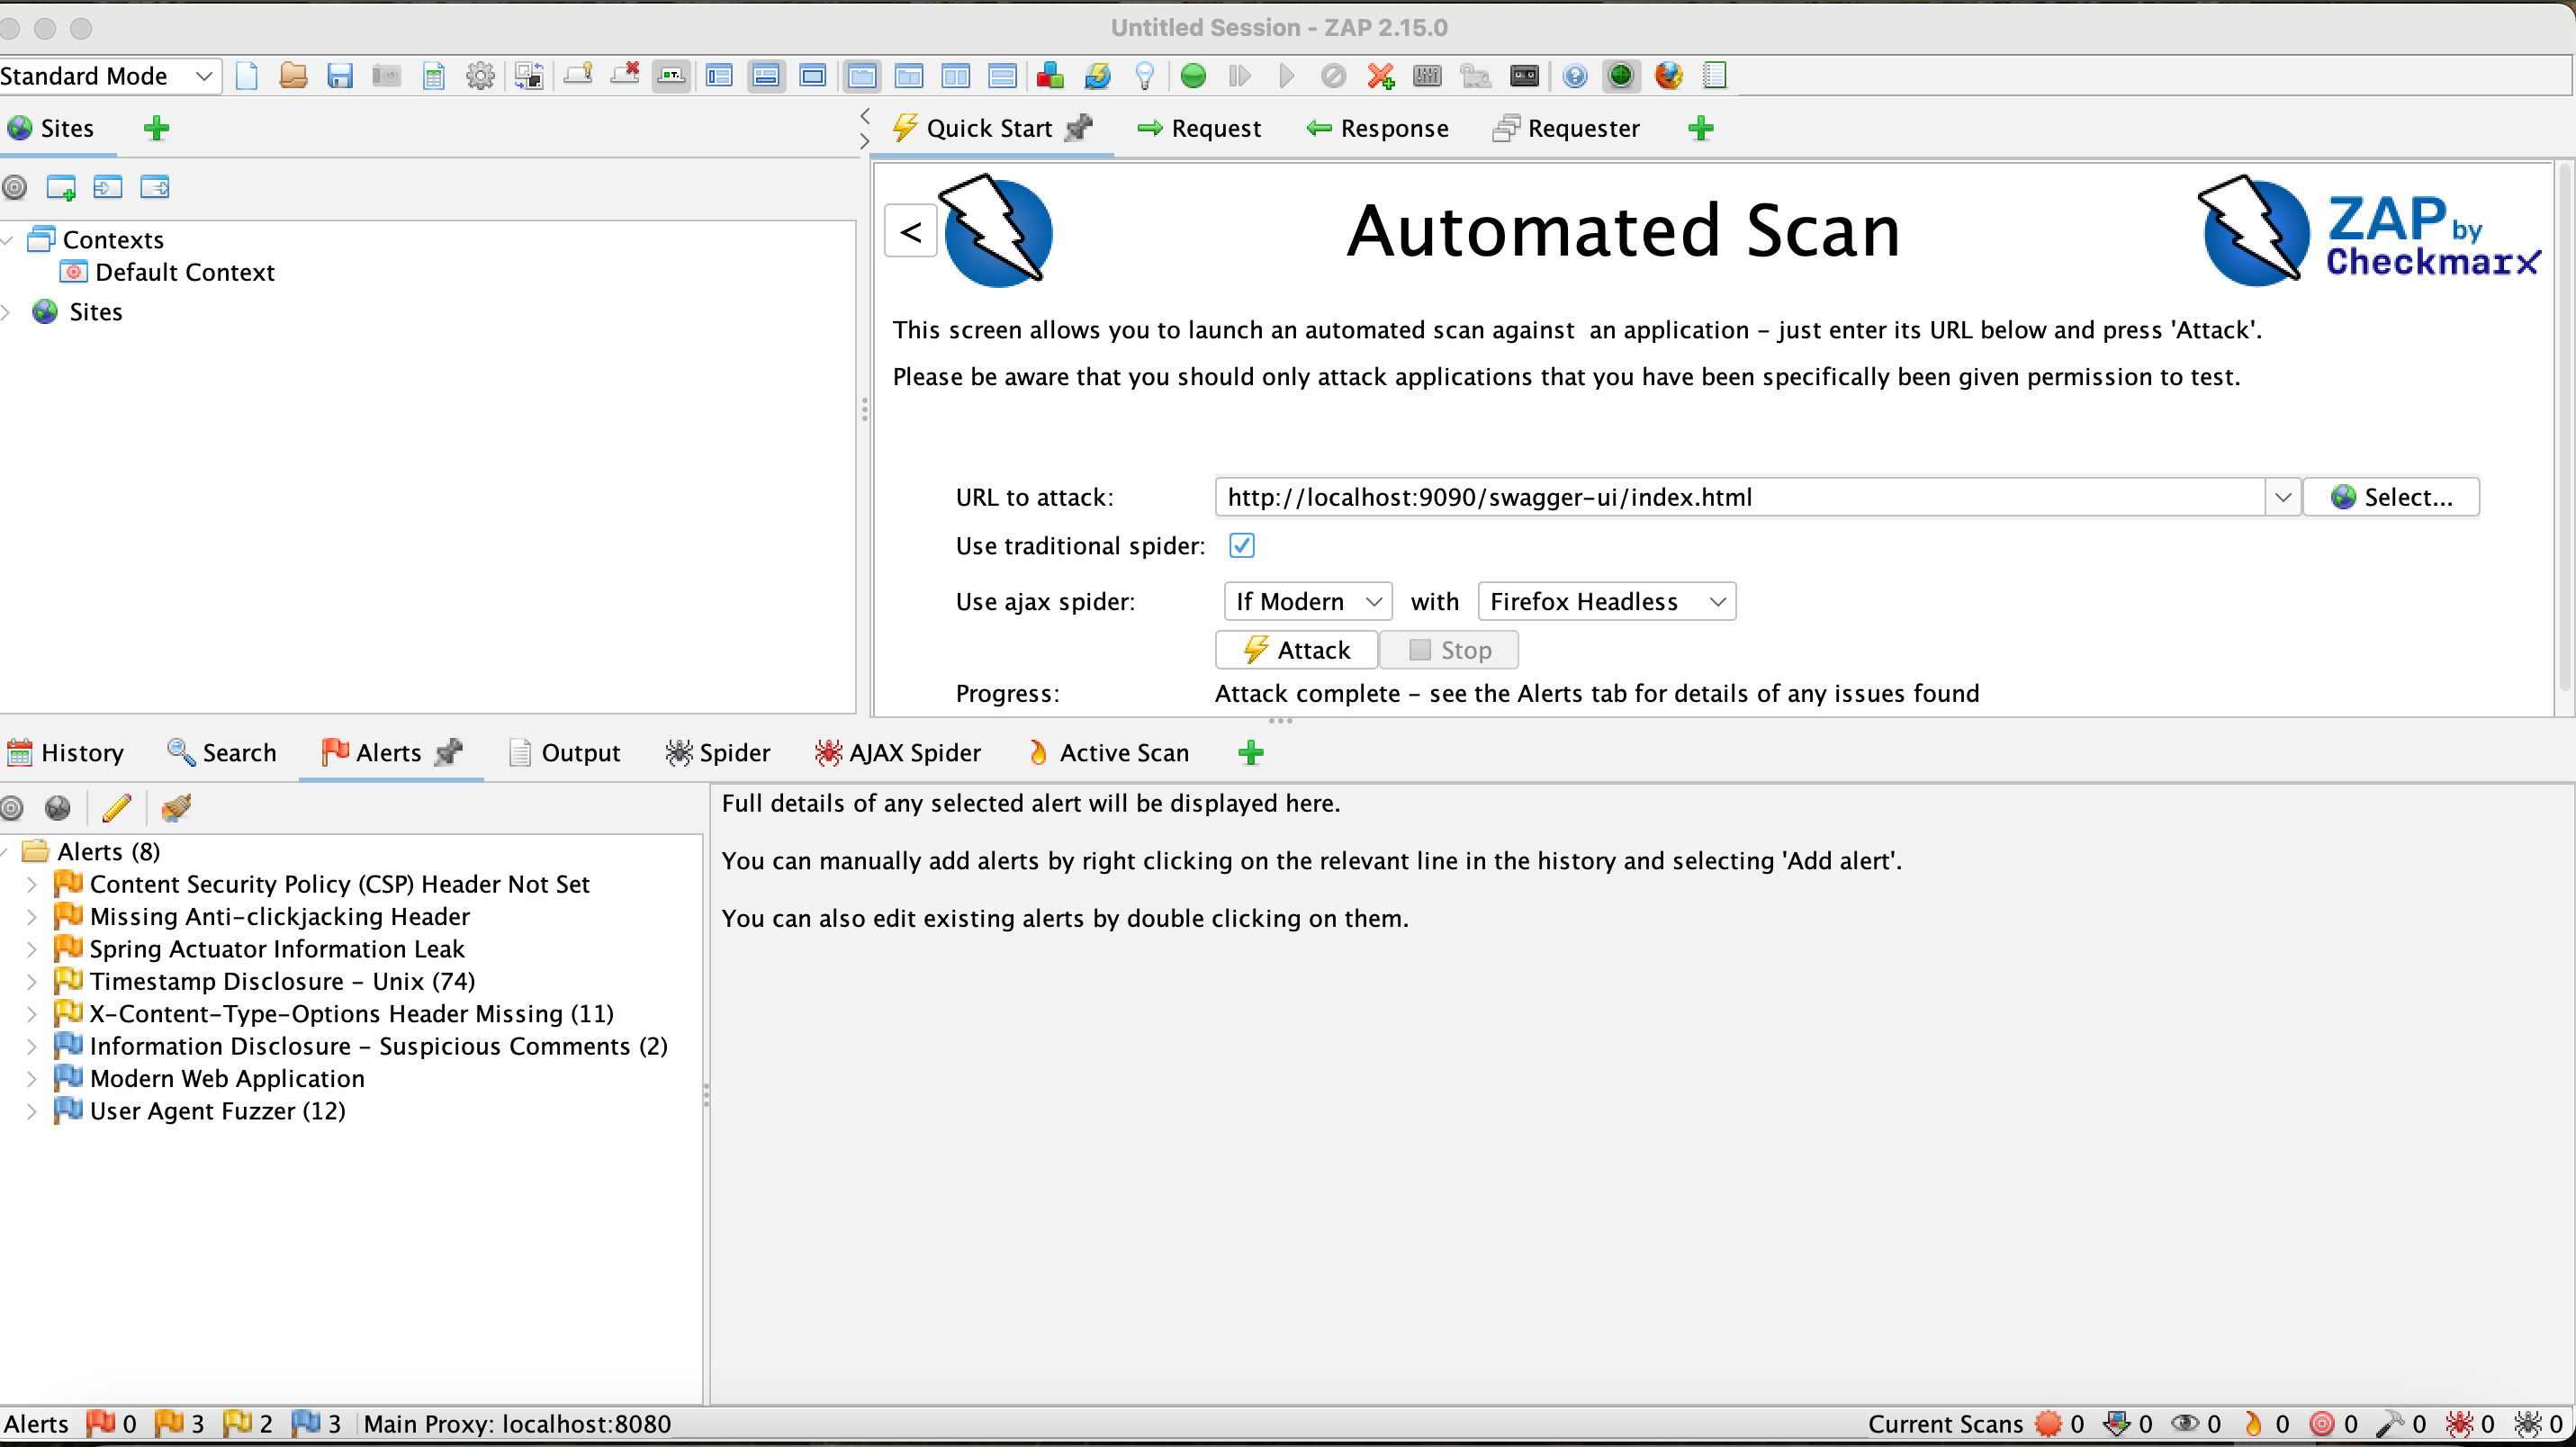 Untitled Session - ZAP 2.15.0
Standard Mode
Sites
Quick Start
Request
Response
Requester
<
Automated Scan
ZAP by
Checkmarx
Contexts
Default Context
Sites
This screen allows you to launch an automated scan against  an application – just enter its URL below and press 'Attack'.
Please be aware that you should only attack applications that you have been specifically been given permission to test.
URL to attack:
http://localhost:9090/swagger-ui/index.html
Select...
Use traditional spider:
Use ajax spider:
If Modern
with
Firefox Headless
Attack
Stop
Progress:
Attack complete – see the Alerts tab for details of any issues found
History
Search
Alerts
Output
Spider
AJAX Spider
Active Scan
Alerts (8)
Content Security Policy (CSP) Header Not Set
Missing Anti-clickjacking Header
Spring Actuator Information Leak
Timestamp Disclosure – Unix (74)
X-Content-Type-Options Header Missing (11)
Information Disclosure – Suspicious Comments (2)
Modern Web Application
User Agent Fuzzer (12)
Full details of any selected alert will be displayed here.
You can manually add alerts by right clicking on the relevant line in the history and selecting 'Add alert'.
You can also edit existing alerts by double clicking on them.
Alerts 0 3 2 3 Main Proxy: localhost:8080
Current Scans 0 0 0 0 0 0 0 0